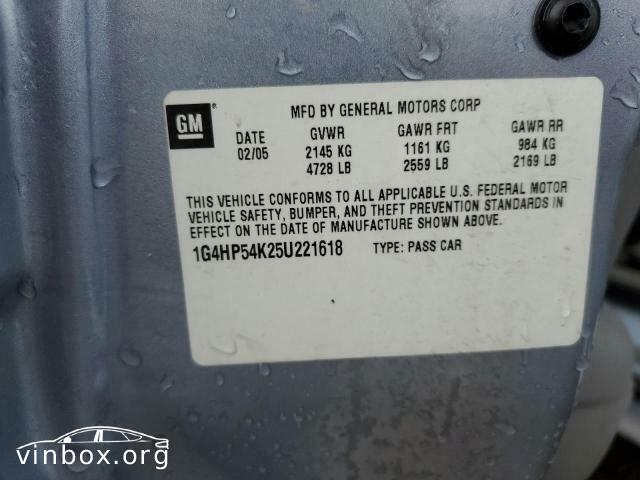 GM
MFD BY GENERAL MOTORS CORP
DATE GVWR GAWR FRT GAWR RR
02/05 2145 KG 1161 KG 984 KG
4728 LB 2559 LB 2169 LB
THIS VEHICLE CONFORMS TO ALL APPLICABLE U.S. FEDERAL MOTOR
VEHICLE SAFETY, BUMPER, AND THEFT PREVENTION STANDARDS IN
EFFECT ON THE DATE OF MANUFACTURE SHOWN ABOVE.
1G4HP54K25U221618 TYPE: PASS CAR
vinbox.org